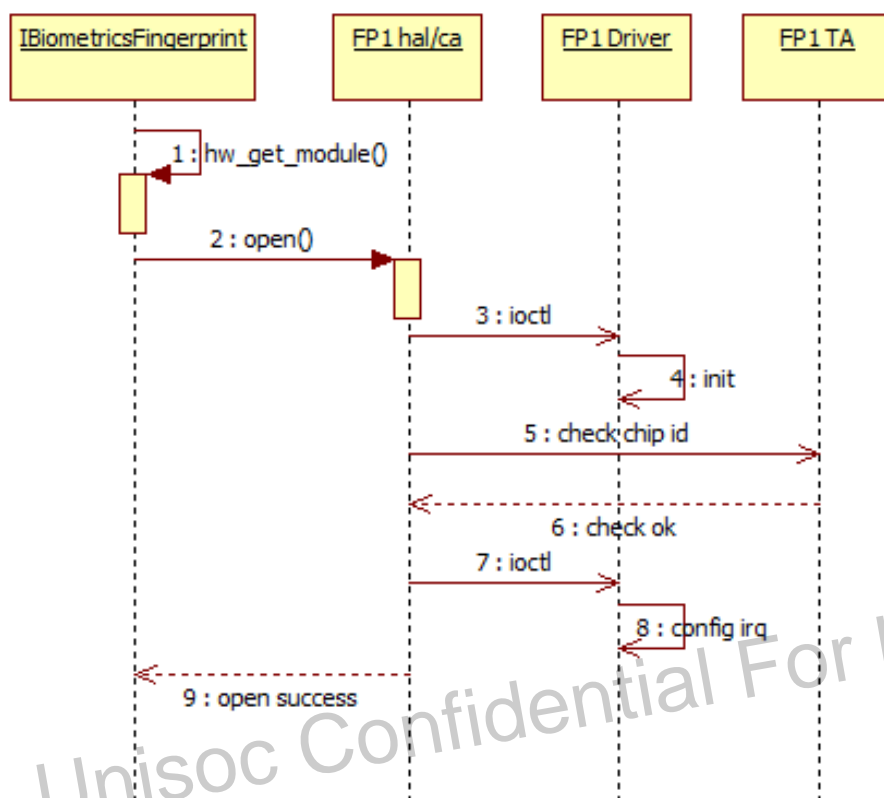 IBiometricsFingerprint
FP1 hal/ca
FP1 Driver
FP1 TA
1 : hw_get_module()
2 : open()
3 : ioctl
4 : init
5 : check chip id
6 : check ok
7 : ioctl
8 : config irq
9 : open success
Unisoc Confidential For